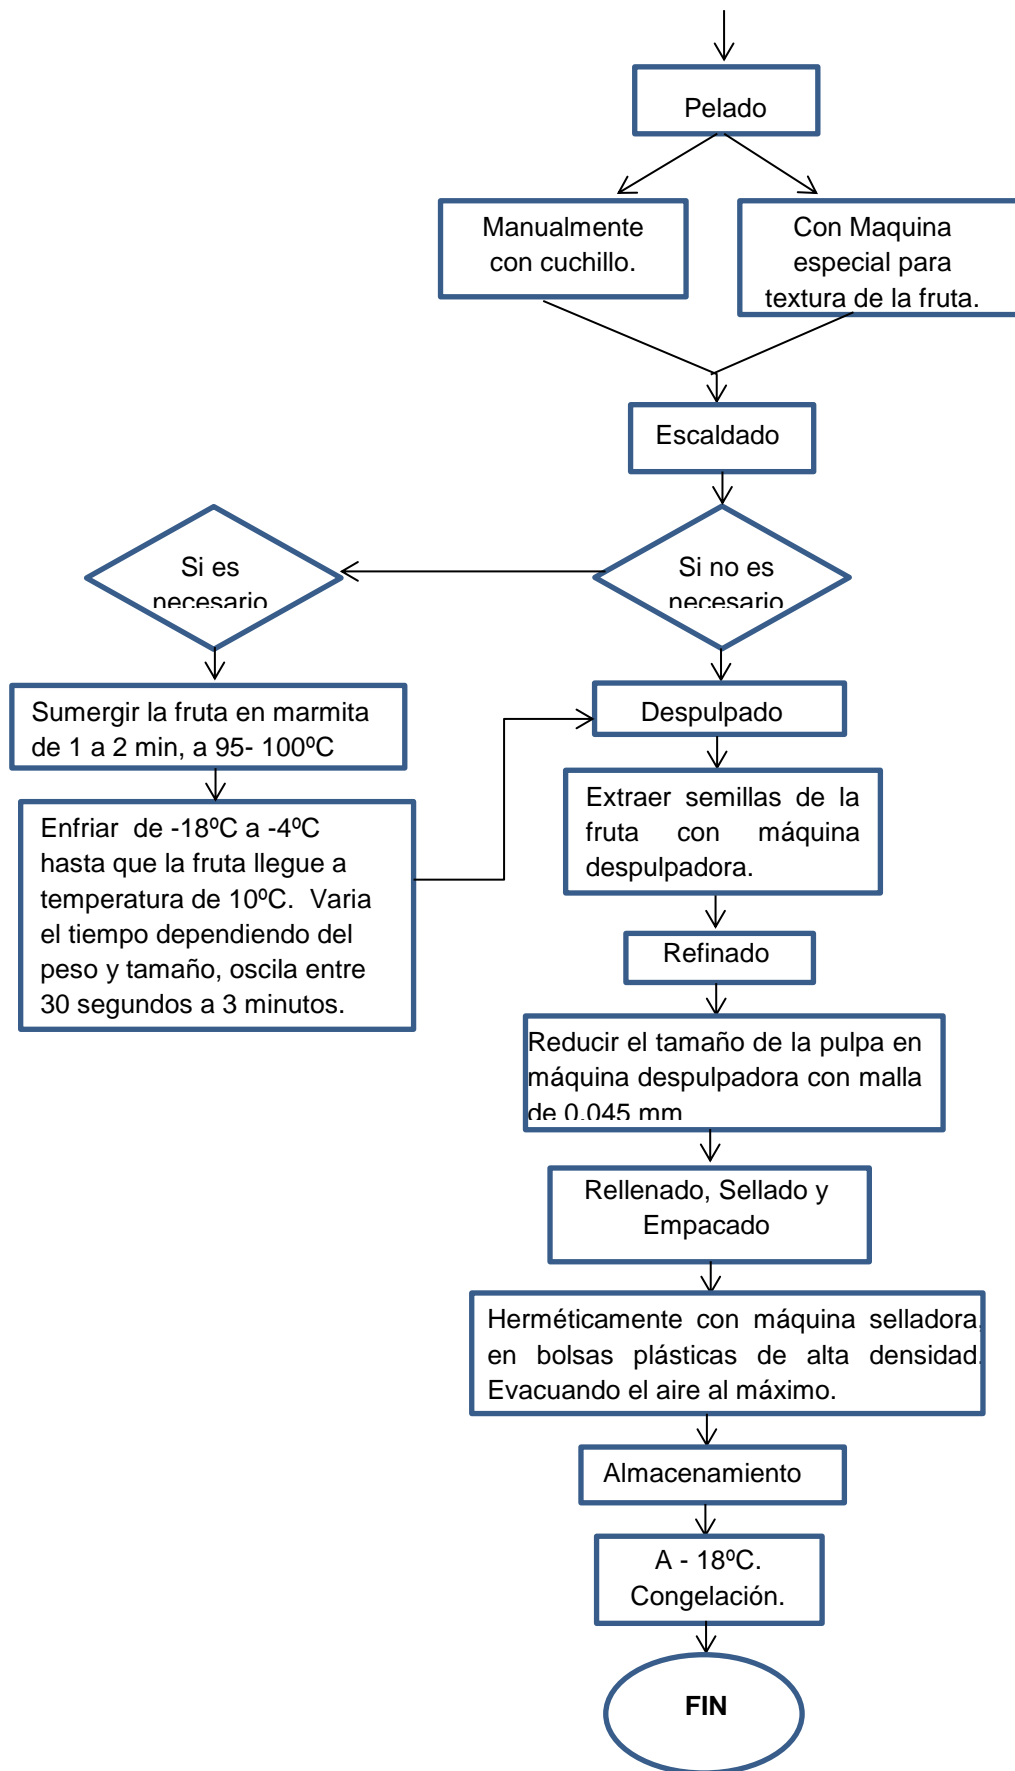 Pelado
Manualmente
con cuchillo.
Con Maquina
especial para
textura de la fruta.
Escaldado
Si es
necesario
Si no es
necesario
Sumergir la fruta en marmita
de 1 a 2 min, a 95- 100ºC
Despulpado
Enfriar  de -18ºC a -4ºC
hasta que la fruta llegue a
temperatura de 10ºC.  Varia
el tiempo dependiendo del
peso y tamaño, oscila entre
30 segundos a 3 minutos.
Extraer semillas de la
fruta con máquina
despulpadora.
Refinado
Reducir el tamaño de la pulpa en
máquina despulpadora con malla
de 0.045 mm
Rellenado, Sellado y
Empacado
Herméticamente con máquina selladora,
en bolsas plásticas de alta densidad.
Evacuando el aire al máximo.
Almacenamiento
A - 18ºC.
Congelación.
FIN